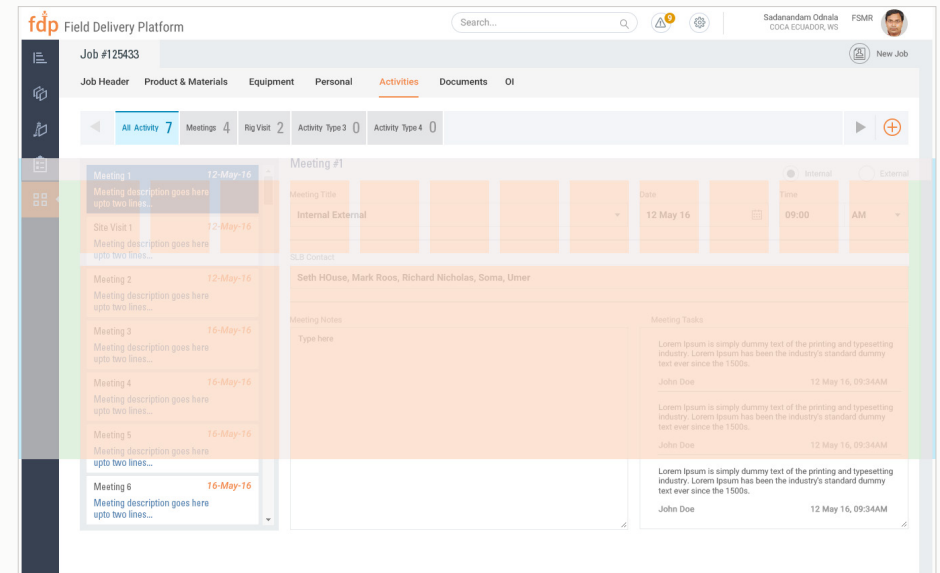 fdp Field Delivery Platform
Search...
9
Sadanandam Odnala
COCA ECUADOR, WS
FSMR
Job #125433
New Job
Job Header Product & Materials Equipment Personal Activities Documents OI
All Activity 7 Meetings 4 Rig Visit 2 Activity Type 3 0 Activity Type 4 0
Meeting 1 12-May-16
Meeting description goes here
upto two lines...
Site Visit 1 12-May-16
Meeting description goes here
upto two lines...
Meeting 2 12-May-16
Meeting description goes here
upto two lines...
Meeting 3 16-May-16
Meeting description goes here
upto two lines...
Meeting 4 16-May-16
Meeting description goes here
upto two lines...
Meeting 5 16-May-16
Meeting description goes here
upto two lines...
Meeting 6 16-May-16
Meeting description goes here
upto two lines...
Meeting #1
Internal External
Meeting Title Date Time
Internal External 12 May 16 09:00 AM
SLB Contact
Seth HOuse, Mark Roos, Richard Nicholas, Soma, Umer
Meeting Notes
Type here
Meeting Tasks
Lorem Ipsum is simply dummy text of the printing and typesetting
industry. Lorem Ipsum has been the industry's standard dummy
text ever since the 1500s.
John Doe 12 May 16, 09:34AM
Lorem Ipsum is simply dummy text of the printing and typesetting
industry. Lorem Ipsum has been the industry's standard dummy
text ever since the 1500s.
John Doe 12 May 16, 09:34AM
Lorem Ipsum is simply dummy text of the printing and typesetting
industry. Lorem Ipsum has been the industry's standard dummy
text ever since the 1500s.
John Doe 12 May 16, 09:34AM